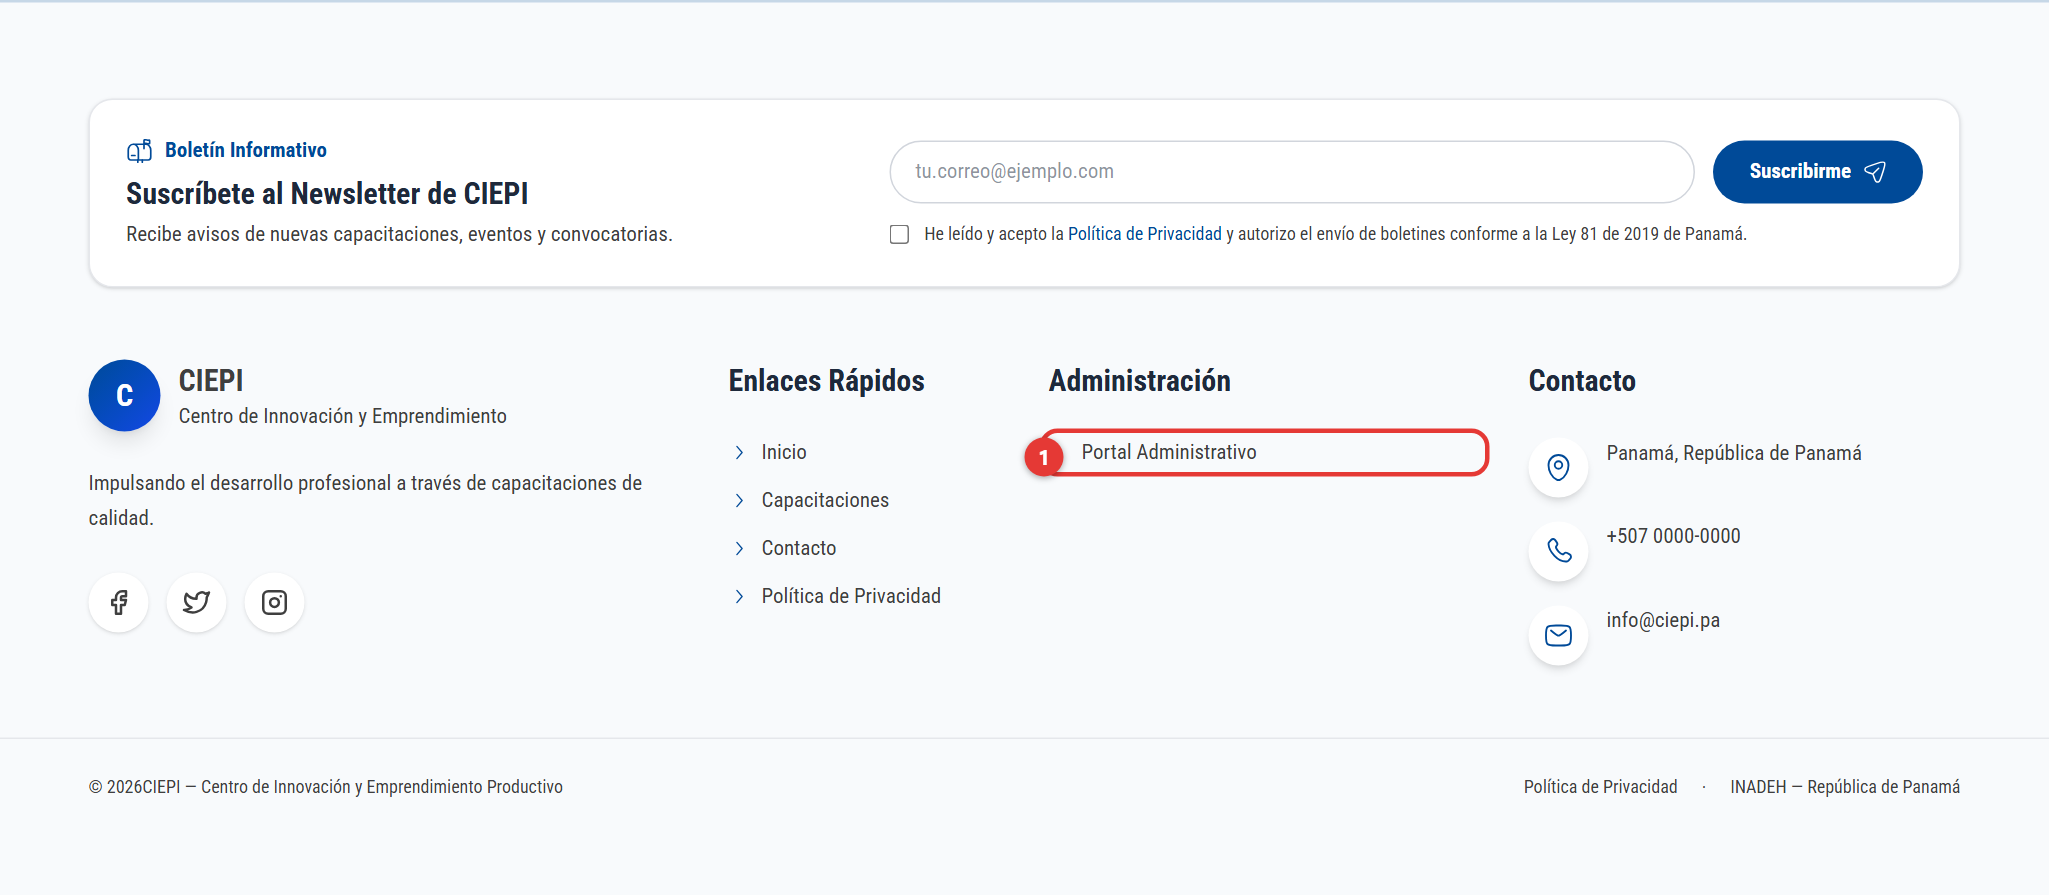 Boletín Informativo
Suscríbete al Newsletter de CIEPI
Recibe avisos de nuevas capacitaciones, eventos y convocatorias.
tu.correo@ejemplo.com
Suscribirme
He leído y acepto la Política de Privacidad y autorizo el envío de boletines conforme a la Ley 81 de 2019 de Panamá.
C
CIEPI
Centro de Innovación y Emprendimiento
Impulsando el desarrollo profesional a través de capacitaciones de
calidad.
Enlaces Rápidos
Inicio
Capacitaciones
Contacto
Política de Privacidad
Administración
1
Portal Administrativo
Contacto
Panamá, República de Panamá
+507 0000-0000
info@ciepi.pa
© 2026CIEPI — Centro de Innovación y Emprendimiento Productivo
Política de Privacidad · INADEH — República de Panamá